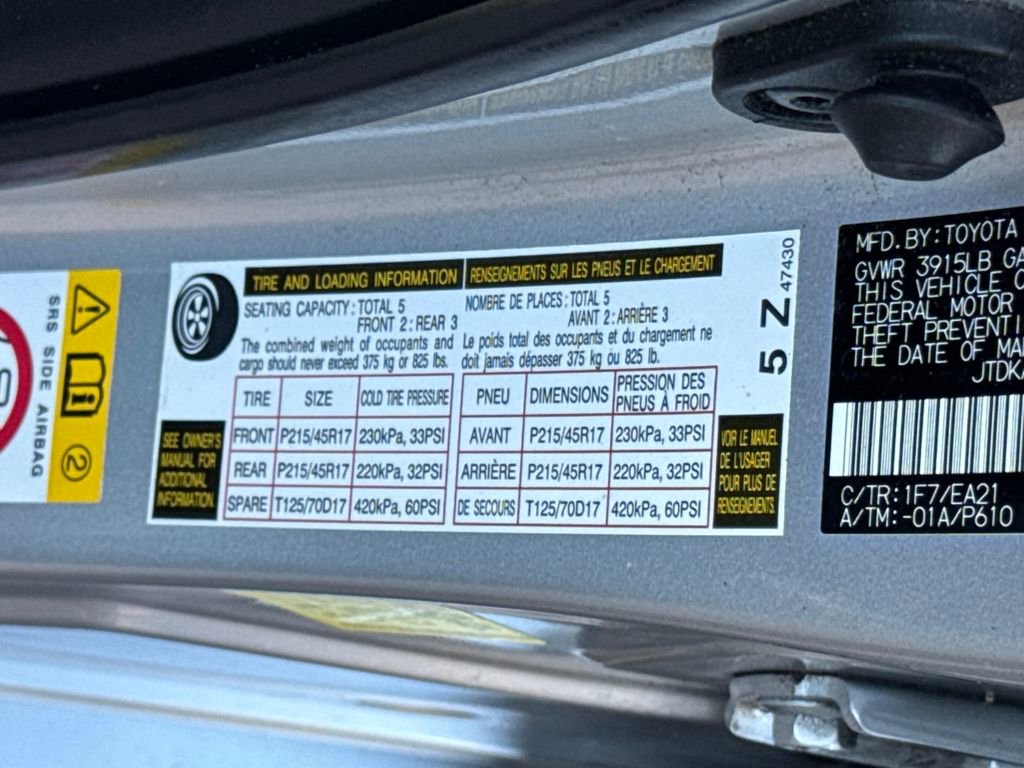 SRS SIDE AIRBAG
TIRE AND LOADING INFORMATION
RENSEIGNEMENTS SUR LES PNEUS ET LE CHARGEMENT
SEATING CAPACITY: TOTAL 5
FRONT 2: REAR 3
NOMBRE DE PLACES: TOTAL 5
AVANT 2: ARRIÈRE 3
The combined weight of occupants and
cargo should never exceed 375 kg or 825 lbs.
Le poids total des occupants et du chargement ne
doit jamais dépasser 375 kg ou 825 lb.
TIRE SIZE COLD TIRE PRESSURE
FRONT P215/45R17 230kPa, 33PSI
REAR P215/45R17 220kPa, 32PSI
SPARE T125/70D17 420kPa, 60PSI
PNEU DIMENSIONS PRESSION DES
PNEUS À FROID
AVANT P215/45R17 230kPa, 33PSI
ARRIÈRE P215/45R17 220kPa, 32PSI
DE SECOURS T125/70D17 420kPa, 60PSI
SEE OWNER'S
MANUAL FOR
ADDITIONAL
INFORMATION.
VOIR LE MANUEL
DE L'USAGER
POUR PLUS DE
RENSEIGNEMENTS.
5 Z 47430
MFD. BY: TOYOTA
GVWR 3915LB GA
THIS VEHICLE C
FEDERAL MOTOR
THEFT PREVENTI
THE DATE OF MA
JTDKA
C/TR: 1F7/EA21
A/TM: -01A/P610